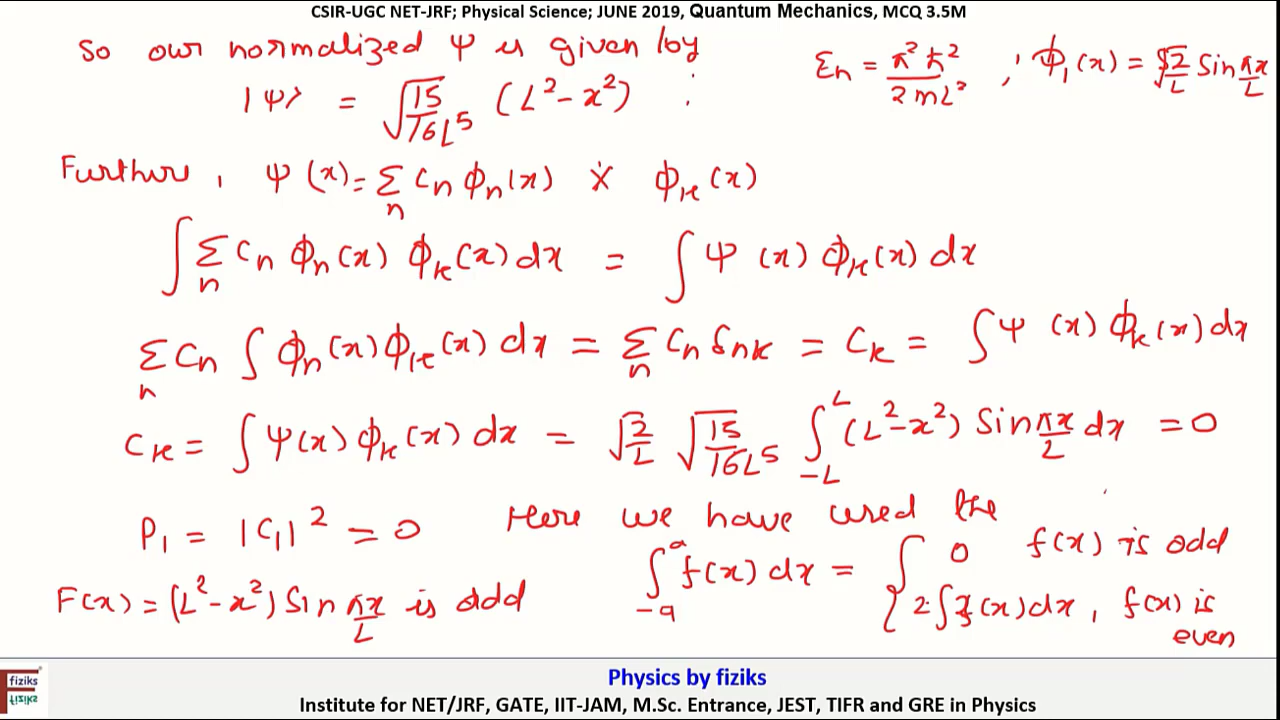 CSIR-UGC NET-JRF; Physical Science; JUNE 2019, Quantum Mechanics, MCQ 3.5M
So our normalized Ψ is given by
|Ψ> = √15/16L⁵ (L²-x²) :
εn = π²ħ²/2mL² , ϕ₁(x) = √2/L Sin πx/L
Further, Ψ(x) = Σn Cn ϕn(x) × ϕk(x)
∫ Σn Cn ϕn(x) ϕk(x) dx = ∫ Ψ(x) ϕk(x) dx
Σn Cn ∫ ϕn(x) ϕk(x) dx = Σn Cn δnk = Ck = ∫ Ψ(x) ϕk(x) dx
Ck = ∫ Ψ(x) ϕk(x) dx = √2/L √15/16L⁵ ∫-L^L (L²-x²) Sin πx/L dx = 0
P₁ = |C₁|² = 0 Here we have used the
∫-a^a f(x) dx = { 0 f(x) is odd
2·∫f(x)dx, f(x) is even
F(x) = (L²-x²) Sin πx/L is odd
fiziks
fiziks
Physics by fiziks
Institute for NET/JRF, GATE, IIT-JAM, M.Sc. Entrance, JEST, TIFR and GRE in Physics